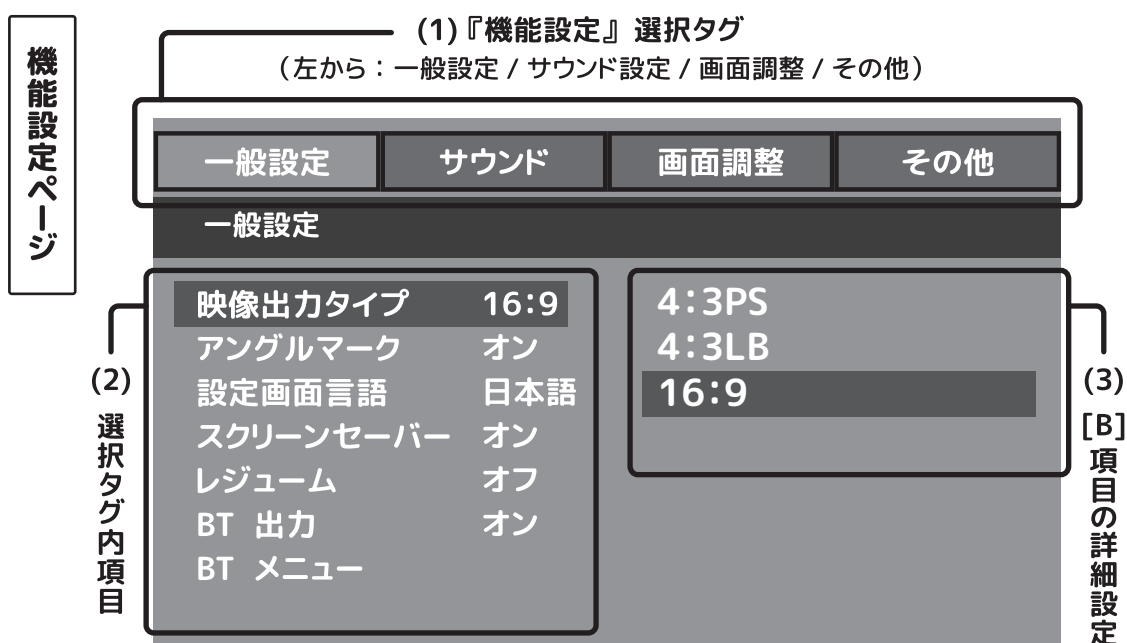 機能設定ページ
(1)『機能設定』選択タグ
（左から：一般設定 / サウンド設定 / 画面調整 / その他）
一般設定 サウンド 画面調整 その他
一般設定
映像出力タイプ 16:9
アングルマーク オン
設定画面言語 日本語
スクリーンセーバー オン
レジューム オフ
BT 出力 オン
BT メニュー
4:3PS
4:3LB
16:9
(2)
選択タグ内項目
(3)
[B]
項目の詳細設定